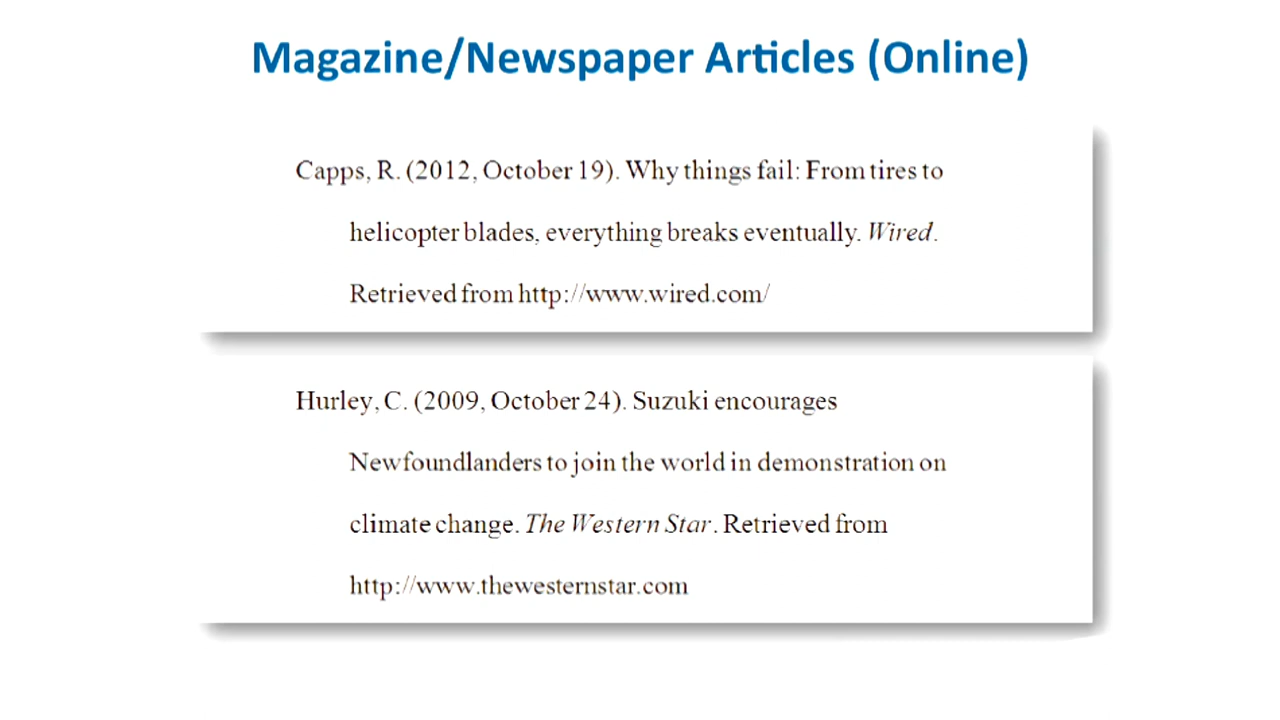 Magazine/Newspaper Articles (Online)
Capps, R. (2012, October 19). Why things fail: From tires to
helicopter blades, everything breaks eventually. Wired.
Retrieved from http://www.wired.com/
Hurley, C. (2009, October 24). Suzuki encourages
Newfoundlanders to join the world in demonstration on
climate change. The Western Star. Retrieved from
http://www.thewesternstar.com